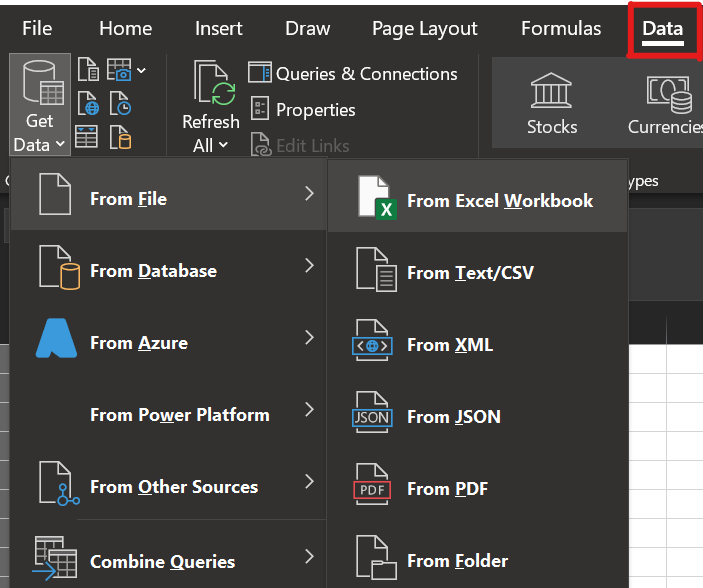 File Home Insert Draw Page Layout Formulas Data
Queries & Connections
Get Data
Refresh All
Properties
Edit Links
Stocks
Currencies
ypes
From File
From Database
From Azure
From Power Platform
From Other Sources
Combine Queries
From Excel Workbook
X
From Text/CSV
From XML
JSON
From JSON
PDF
From PDF
From Folder